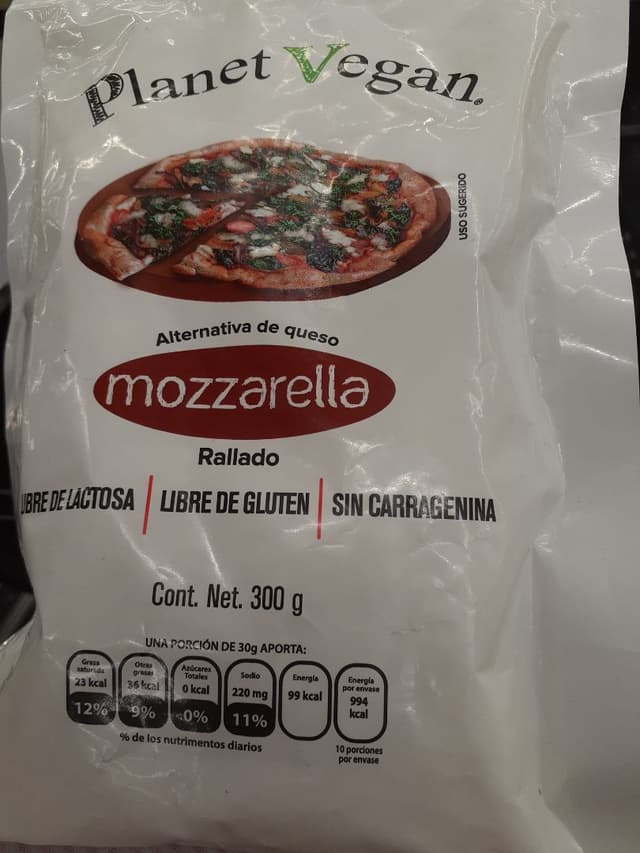 Planet Vegan®
USO SUGERIDO
Alternativa de queso
mozzarella
Rallado
LIBRE DE LACTOSA | LIBRE DE GLUTEN | SIN CARRAGENINA
Cont. Net. 300 g
UNA PORCIÓN DE 30g APORTA:
Grasa saturada 23 kcal 12%
Otras grasas 36 kcal 9%
Azúcares Totales 0 kcal 0%
Sodio 220 mg 11%
Energía 99 kcal
Energía por envase 994 kcal
% de los nutrimentos diarios
10 porciones por envase